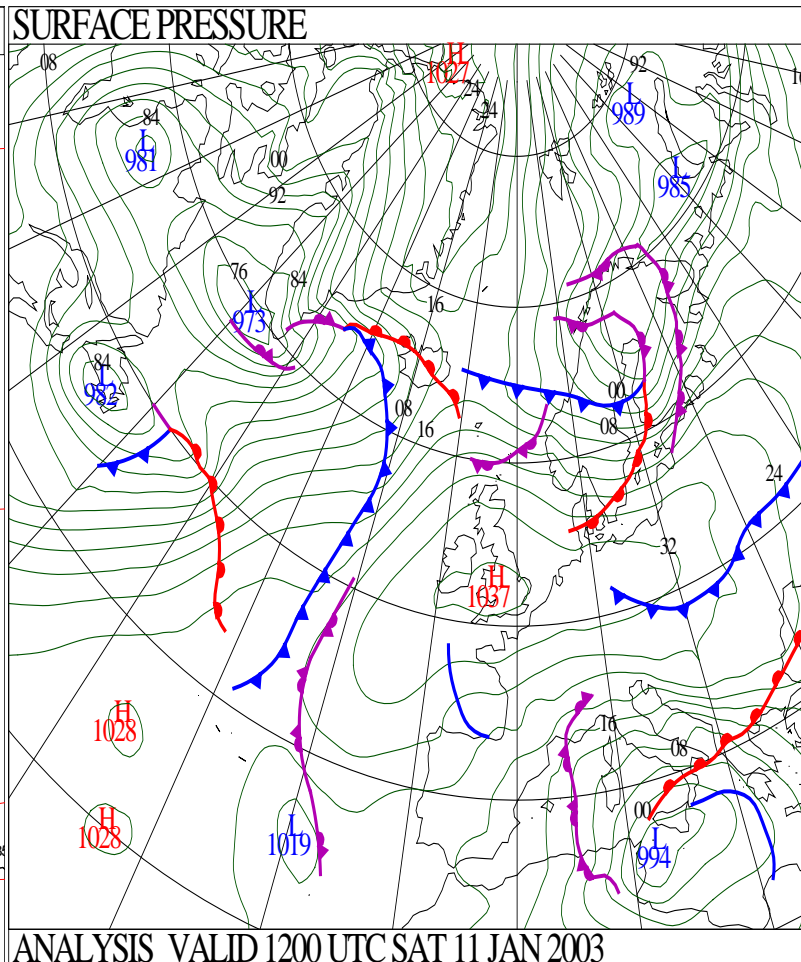 SURFACE PRESSURE
08
H
1027
24
24
92
L
989
84
L
981
00
92
L
985
76
84
L
973
16
84
L
982
08
16
00
08
24
32
H
1037
H
1028
16
08
H
1028
L
1019
00
L
994
ANALYSIS VALID 1200 UTC SAT 11 JAN 2003